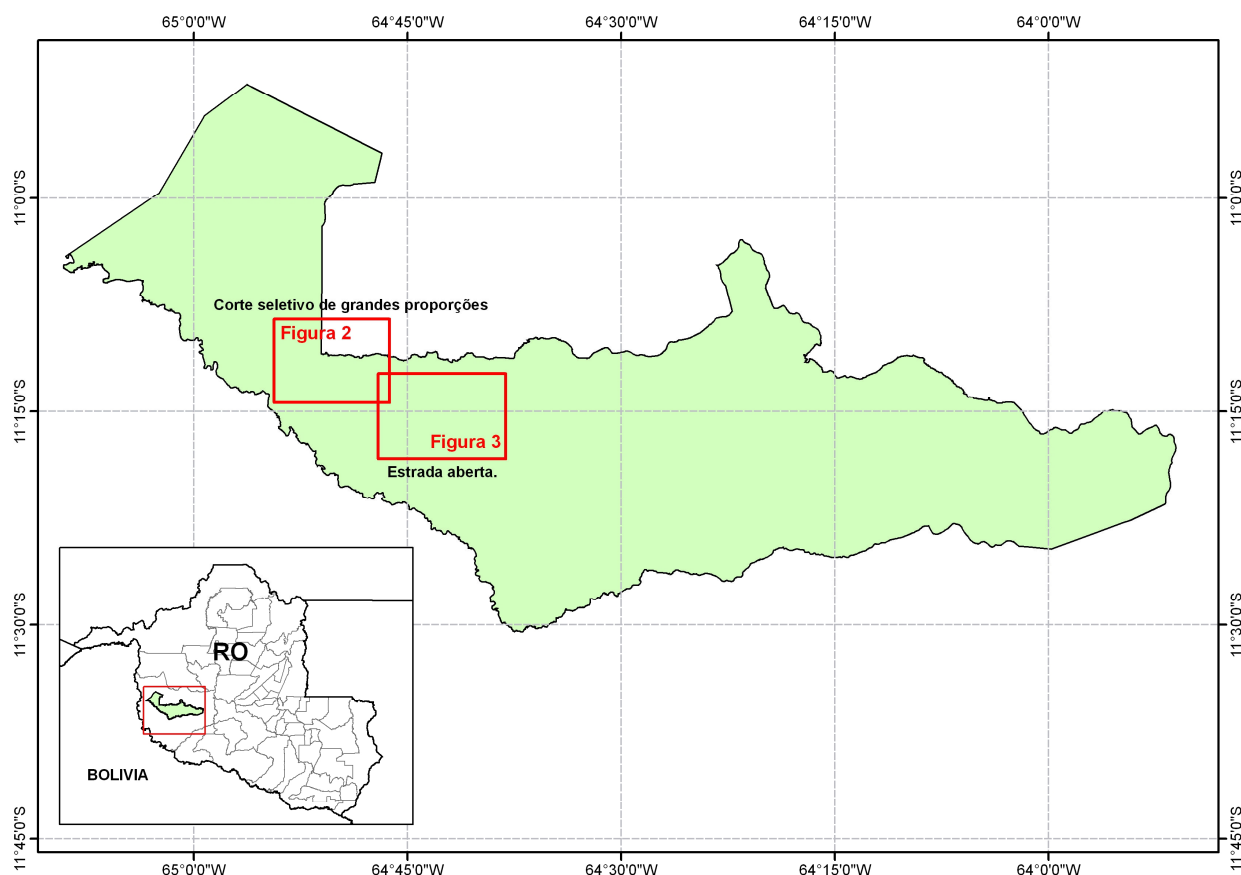 65°0'0"W 64°45'0"W 64°30'0"W 64°15'0"W 64°0'0"W
11°0'0"S 11°0'0"S
Corte seletivo de grandes proporções
Figura 2
11°15'0"S 11°15'0"S
Figura 3
Estrada aberta.
11°30'0"S 11°30'0"S
RO
BOLIVIA
11°45'0"S 11°45'0"S
65°0'0"W 64°45'0"W 64°30'0"W 64°15'0"W 64°0'0"W